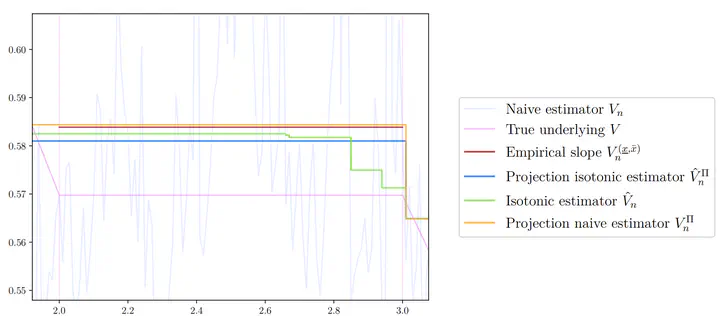 0.60
0.59
0.58
0.57
0.56
0.55
2.0 2.2 2.4 2.6 2.8 3.0
Naive estimator Vₙ
True underlying V
Empirical slope Vₙ^(x̲,x̄)
Projection isotonic estimator V̂ₙ^Π
Isotonic estimator V̂ₙ
Projection naive estimator Vₙ^Π